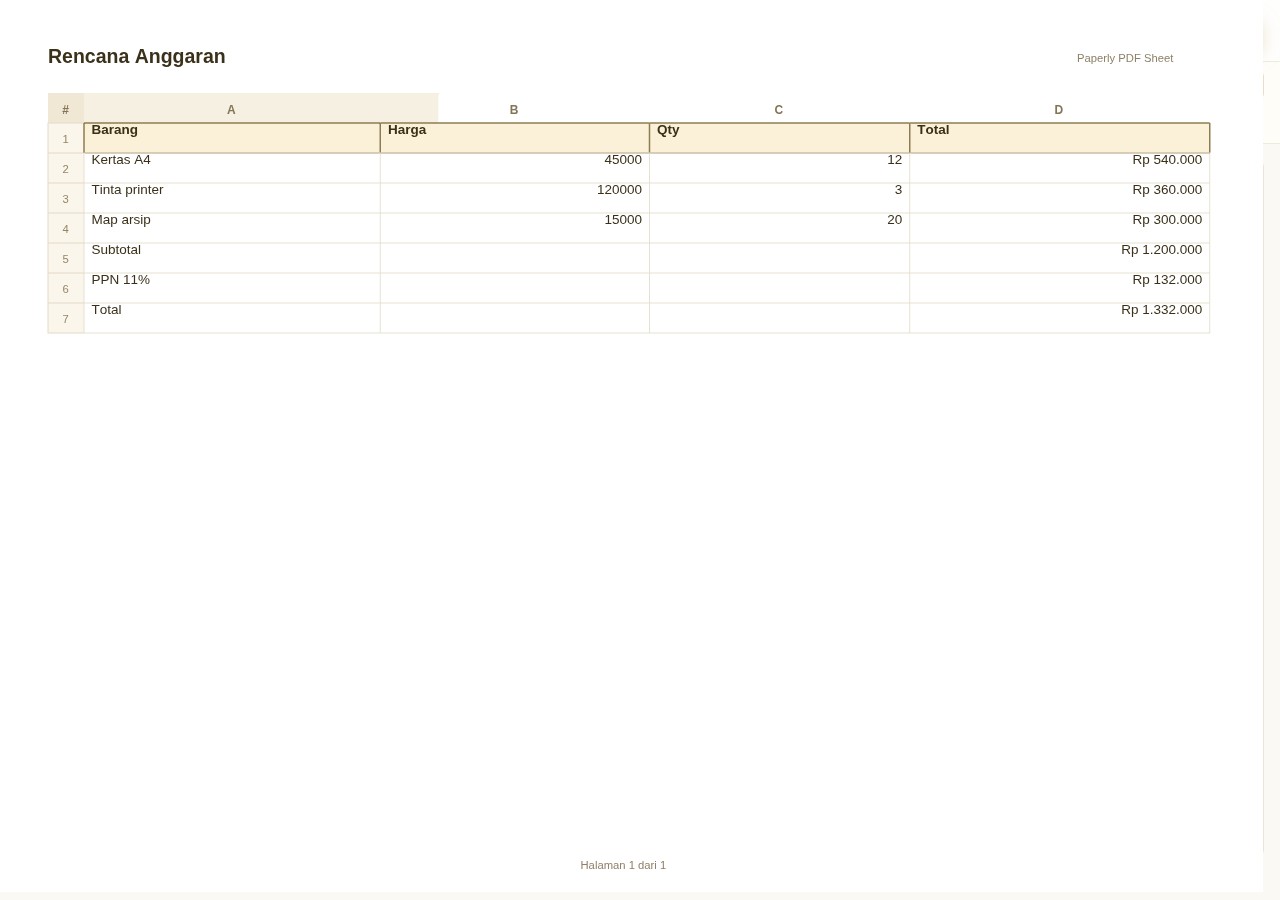 Rencana Anggaran
Paperly PDF Sheet
# A B C D
1 Barang Harga Qty Total
2 Kertas A4 45000 12 Rp 540.000
3 Tinta printer 120000 3 Rp 360.000
4 Map arsip 15000 20 Rp 300.000
5 Subtotal Rp 1.200.000
6 PPN 11% Rp 132.000
7 Total Rp 1.332.000
Halaman 1 dari 1